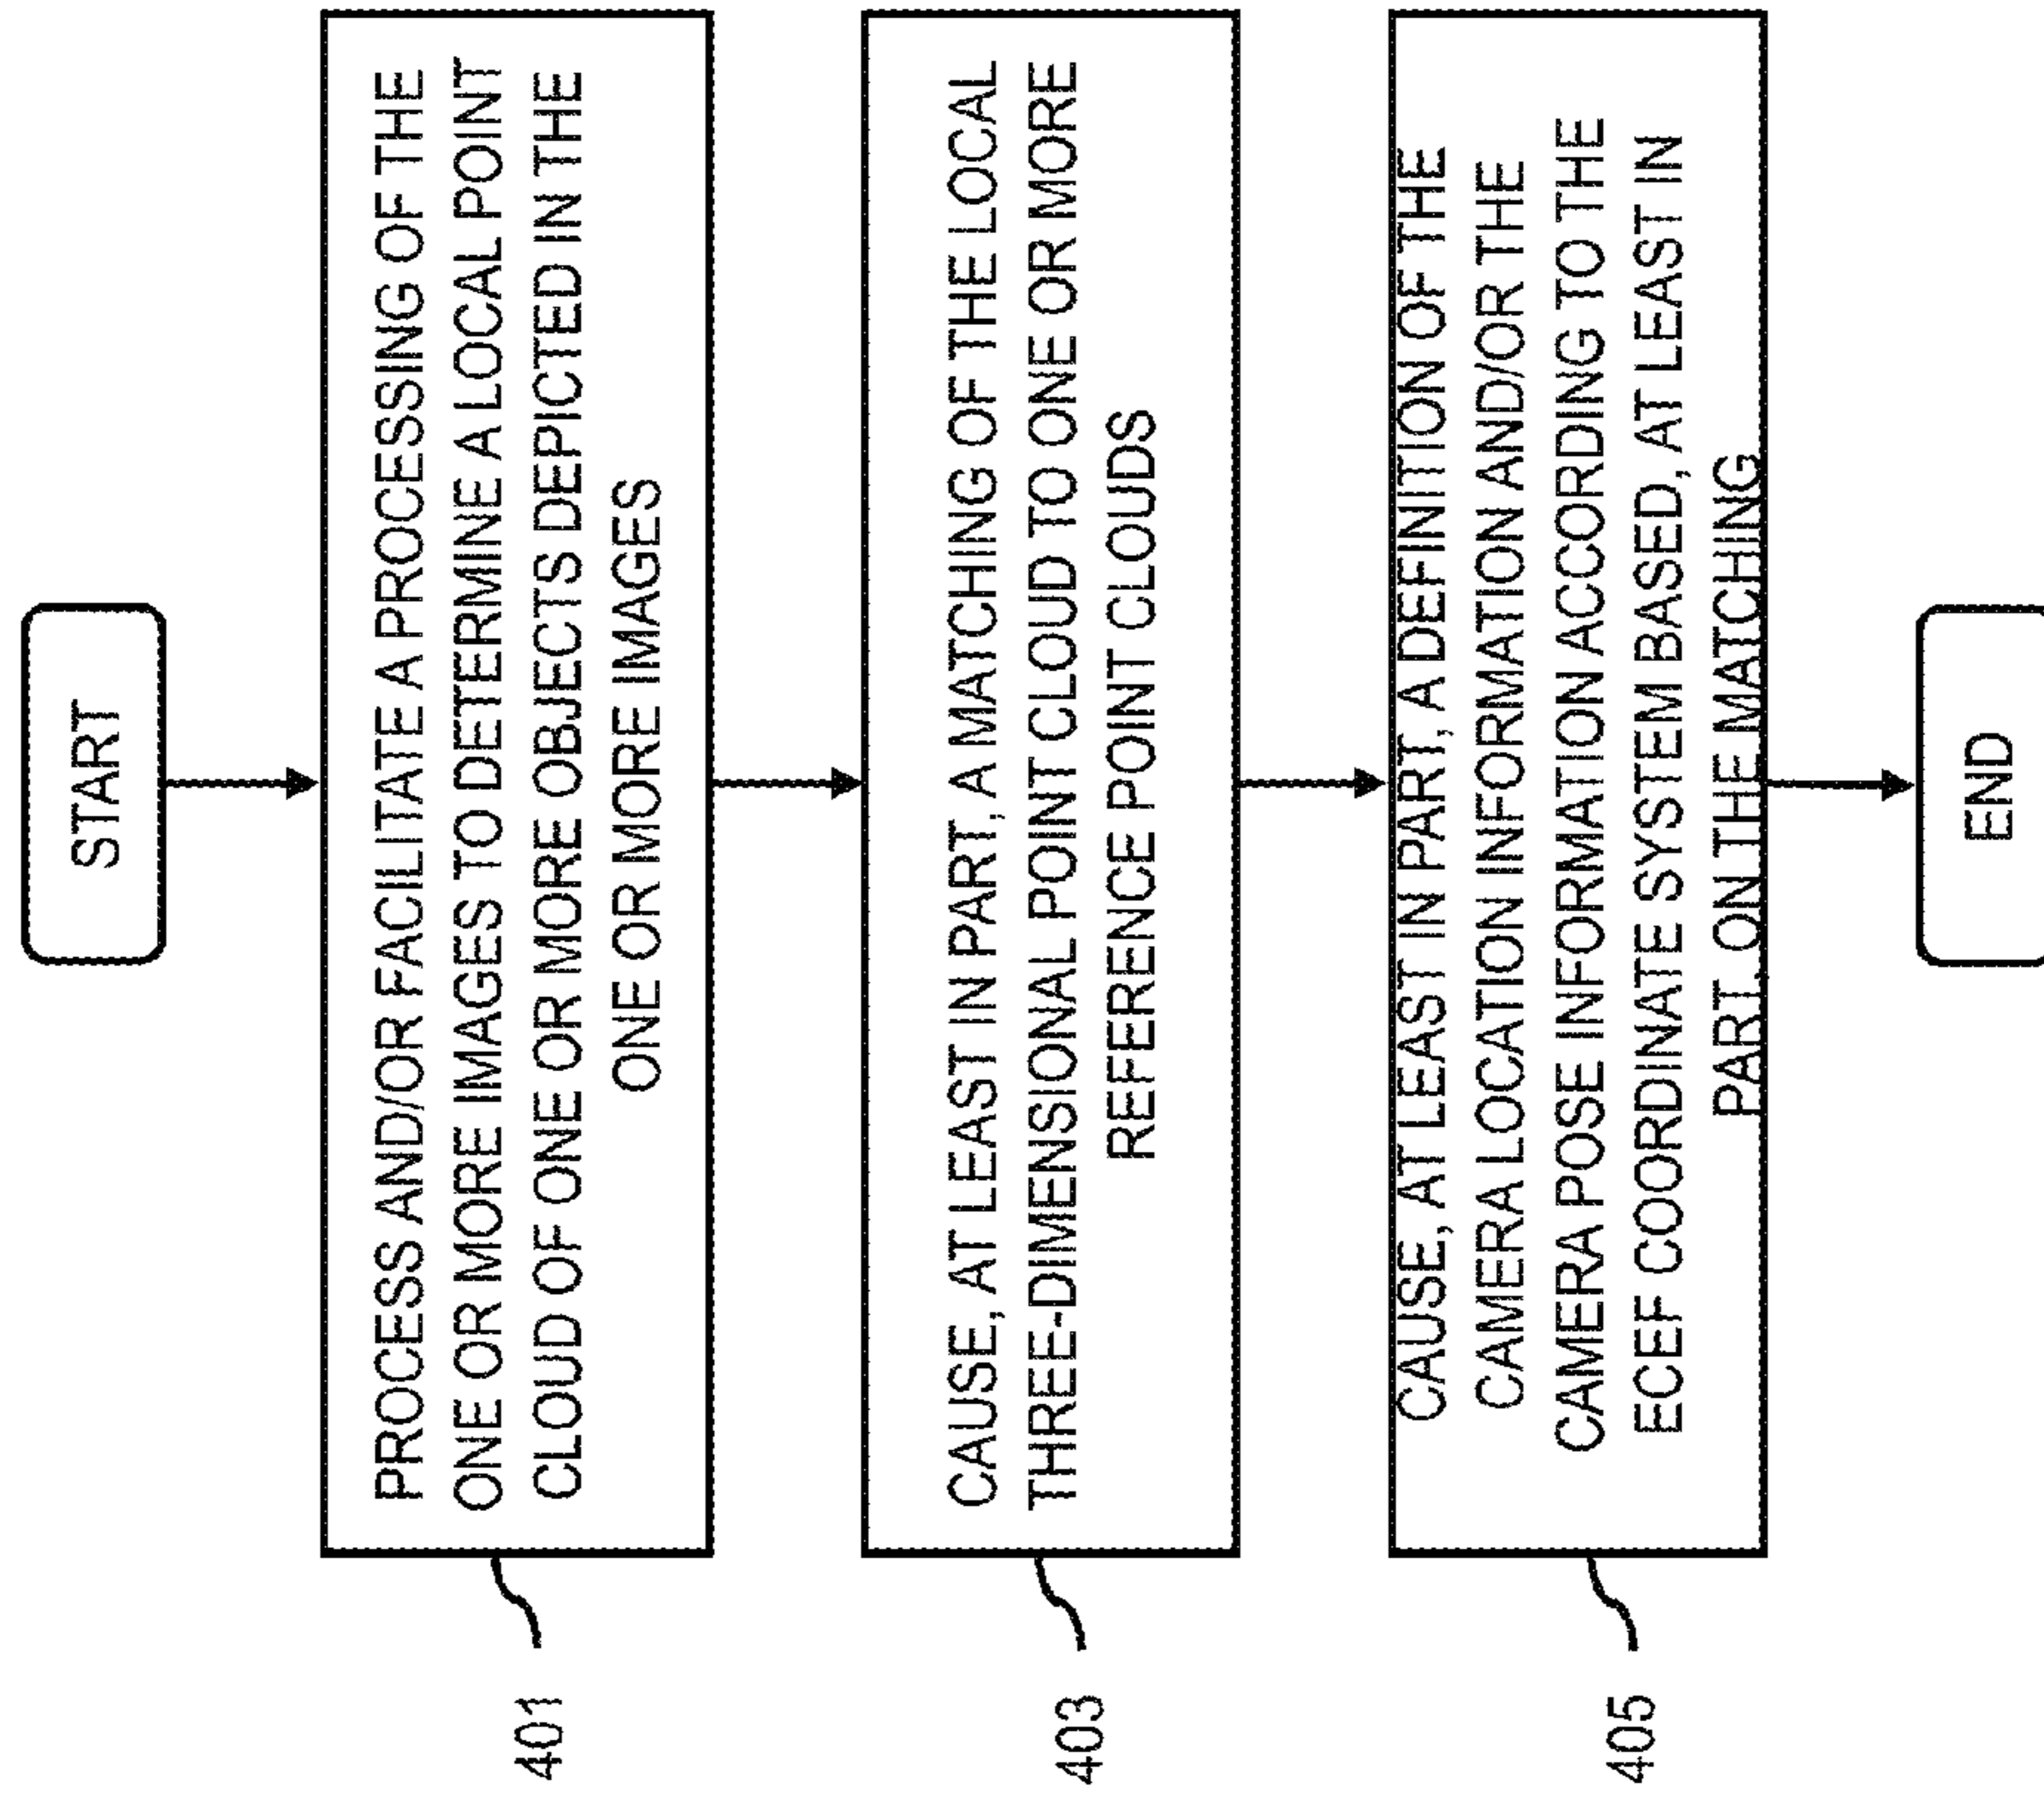 START
401
PROCESS AND/OR FACILITATE A PROCESSING OF THE
ONE OR MORE IMAGES TO DETERMINE A LOCAL POINT
CLOUD OF ONE OR MORE OBJECTS DEPICTED IN THE
ONE OR MORE IMAGES
403
CAUSE, AT LEAST IN PART, A MATCHING OF THE LOCAL
THREE-DIMENSIONAL POINT CLOUD TO ONE OR MORE
REFERENCE POINT CLOUDS
405
CAUSE, AT LEAST IN PART, A DEFINITION OF THE
CAMERA LOCATION INFORMATION AND/OR THE
CAMERA POSE INFORMATION ACCORDING TO THE
ECEF COORDINATE SYSTEM BASED, AT LEAST IN
PART, ON THE MATCHING
END